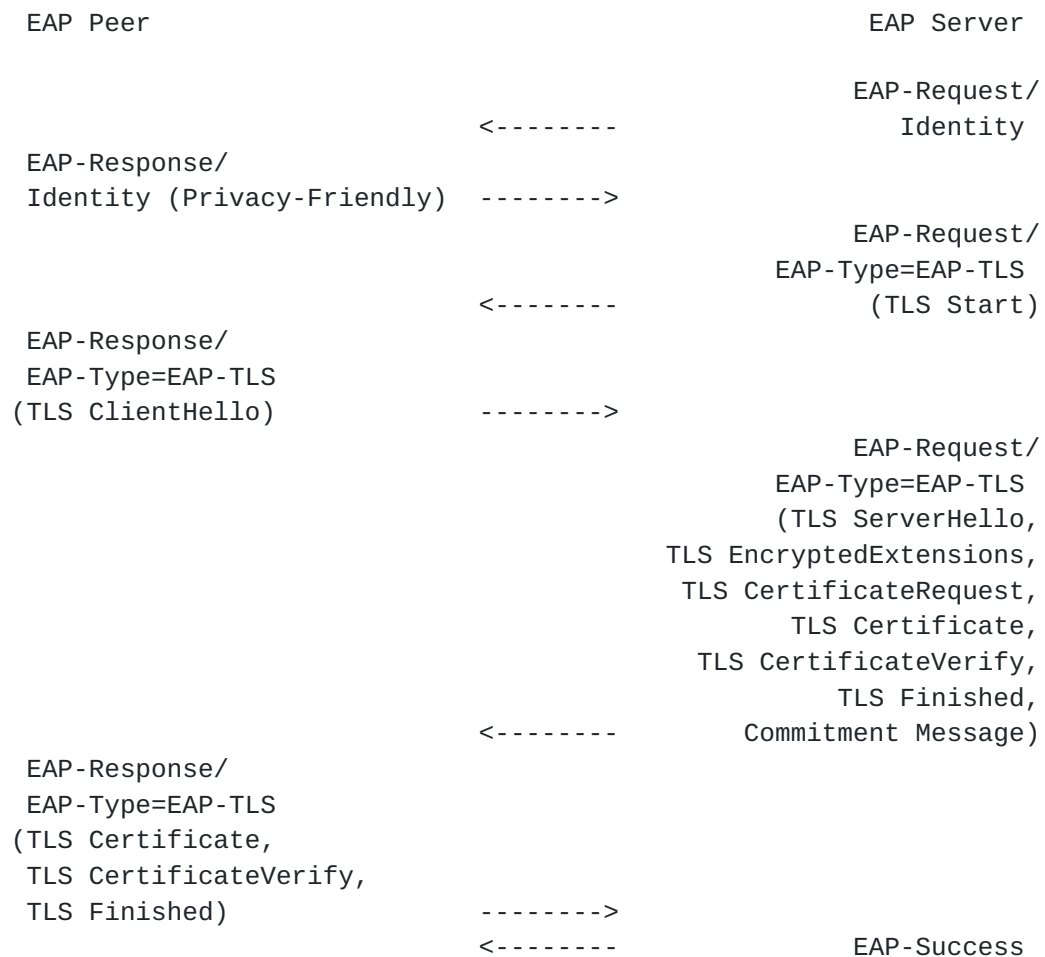 EAP Peer                                              EAP Server

                                                     EAP-Request/
                             <--------                  Identity
EAP-Response/
Identity (Privacy-Friendly)  -------->
                                                     EAP-Request/
                                                EAP-Type=EAP-TLS
                             <--------                (TLS Start)
EAP-Response/
EAP-Type=EAP-TLS
(TLS ClientHello)             -------->
                                                     EAP-Request/
                                                EAP-Type=EAP-TLS
                                                (TLS ServerHello,
                                         TLS EncryptedExtensions,
                                          TLS CertificateRequest,
                                                 TLS Certificate,
                                           TLS CertificateVerify,
                                                    TLS Finished,
                             <--------        Commitment Message)
EAP-Response/
EAP-Type=EAP-TLS
(TLS Certificate,
TLS CertificateVerify,
TLS Finished)                -------->
                             <--------               EAP-Success